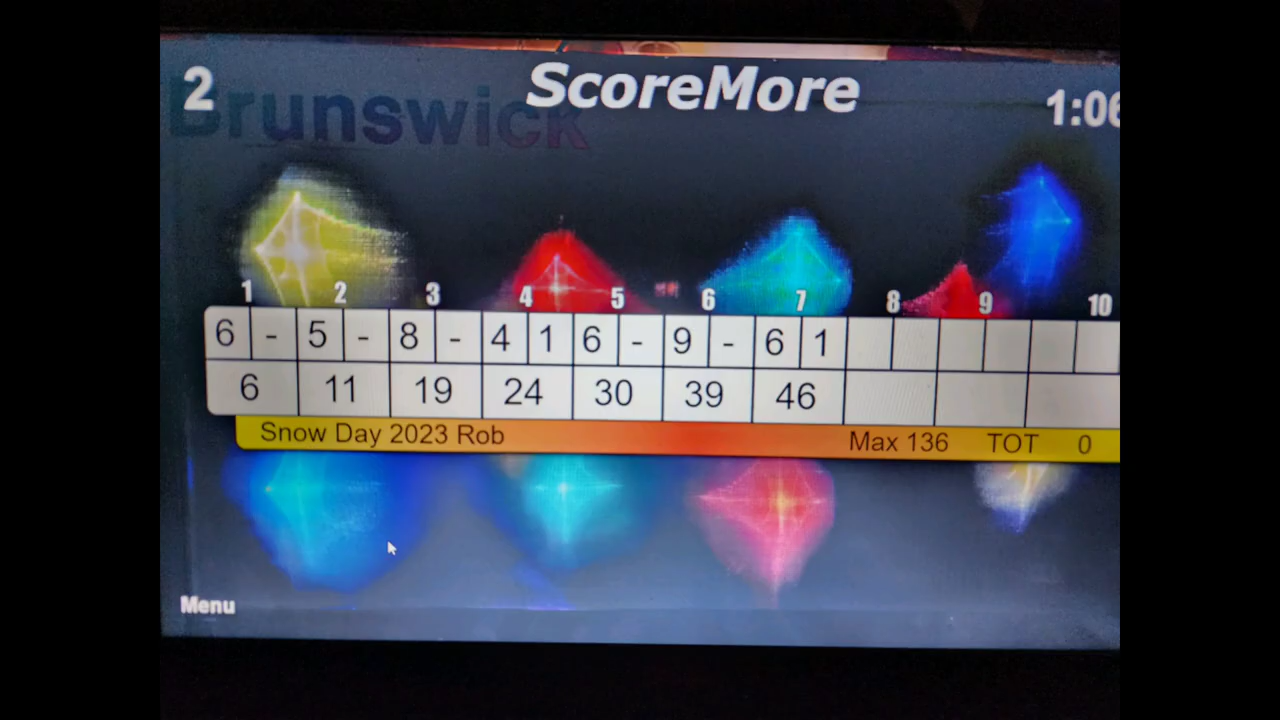 2 ScoreMore 1:06
Brunswick
1 2 3 4 5 6 7 8 9 10
6 - 5 - 8 - 4 1 6 - 9 - 6 1
6 11 19 24 30 39 46
Snow Day 2023 Rob Max 136 TOT 0
Menu